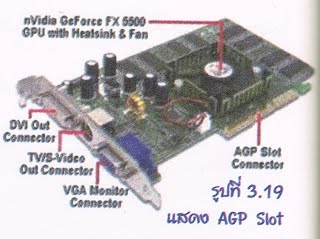 nVidia GeForce FX 5500
GPU with Heatsink & Fan
DVI Out
Connector
TV/S-Video
Out Connector
VGA Monitor
Connector
AGP Slot
Connector
รูปที่ 3.19
แสดง AGP Slot